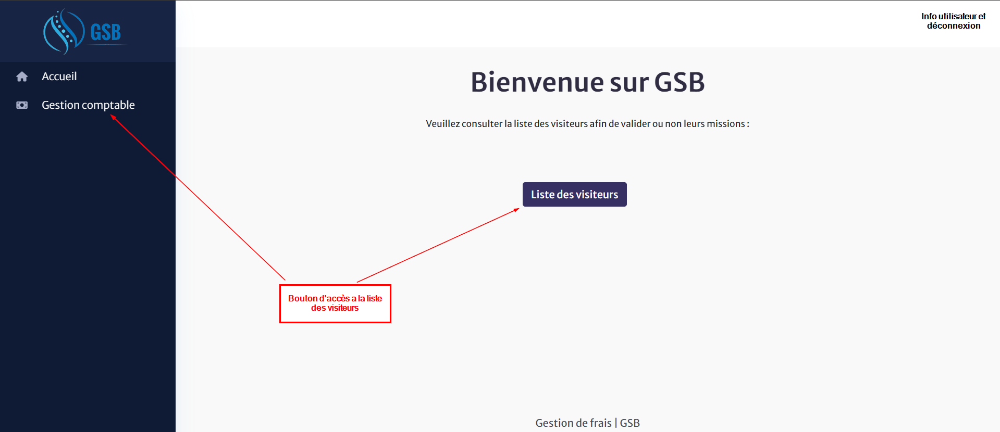 GSB
Info utilisateur et
déconnexion
Accueil
Gestion comptable
Bienvenue sur GSB
Veuillez consulter la liste des visiteurs afin de valider ou non leurs missions :
Liste des visiteurs
Bouton d'accès a la liste
des visiteurs
Gestion de frais | GSB